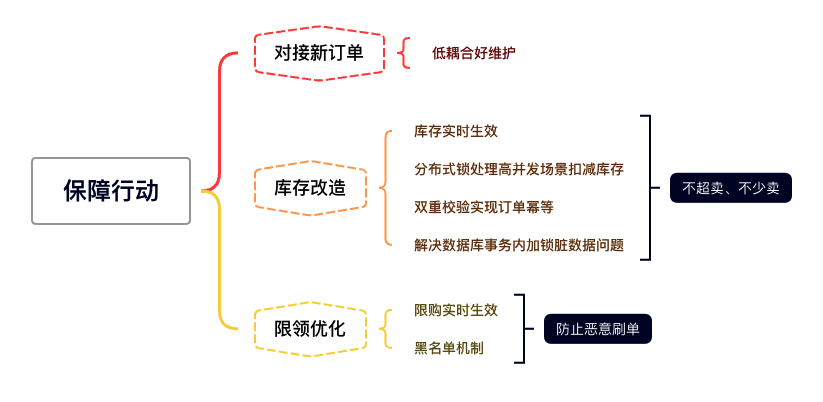 保障行动
对接新订单
低耦合好维护
库存改造
库存实时生效
分布式锁处理高并发场景扣减库存
双重校验实现订单幂等
解决数据库事务内加锁脏数据问题
不超卖、不少卖
限领优化
限购实时生效
黑名单机制
防止恶意刷单